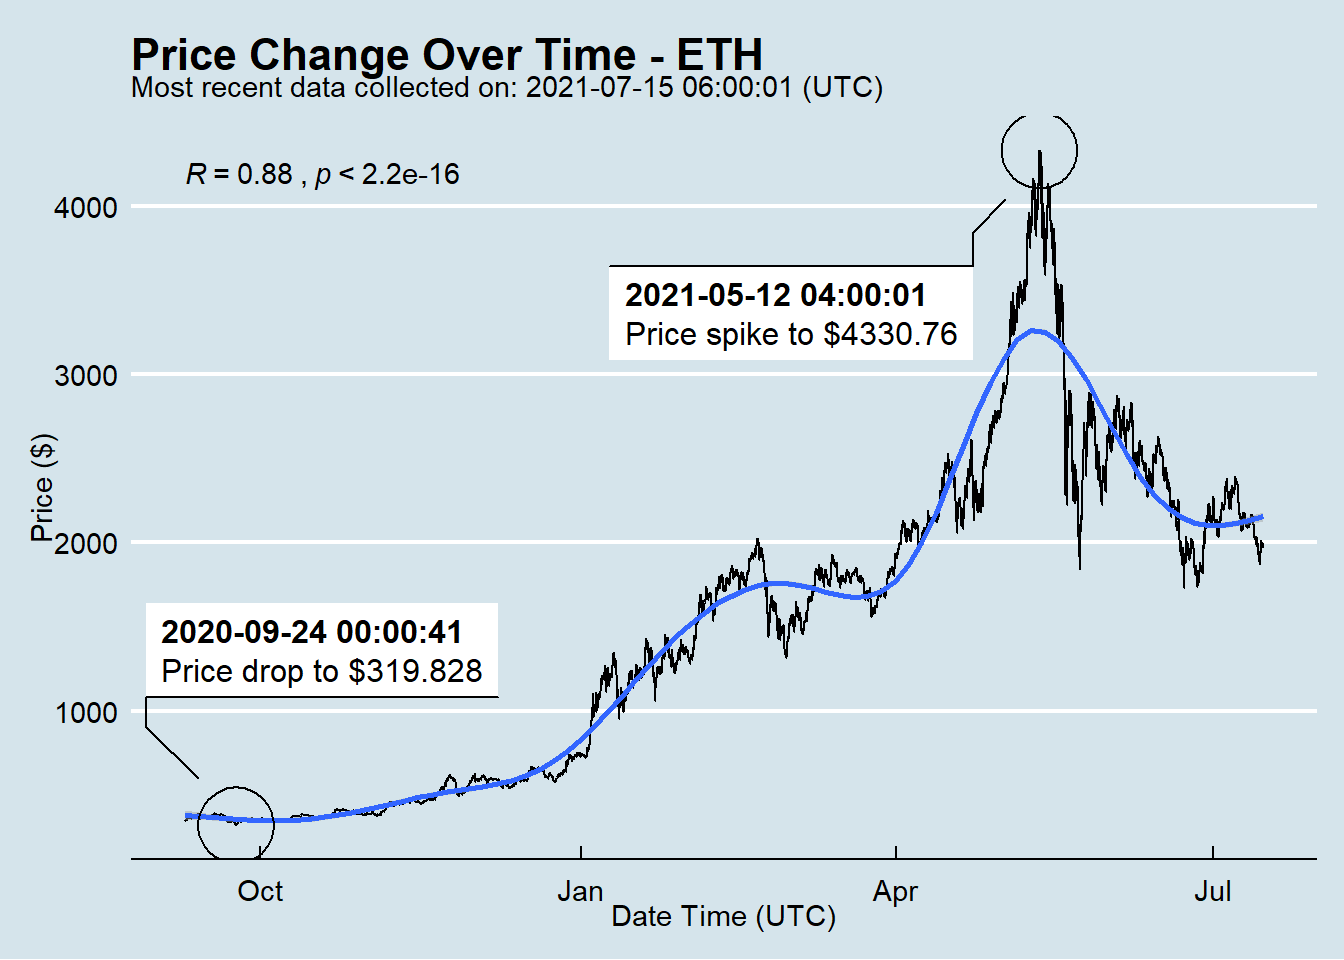 Price Change Over Time - ETH
Most recent data collected on: 2021-07-15 06:00:01 (UTC)
R = 0.88 , p < 2.2e-16
4000
2021-05-12 04:00:01
Price spike to $4330.76
3000
Price ($)
2000
2020-09-24 00:00:41
Price drop to $319.828
1000
Oct Jan Apr Jul
Date Time (UTC)